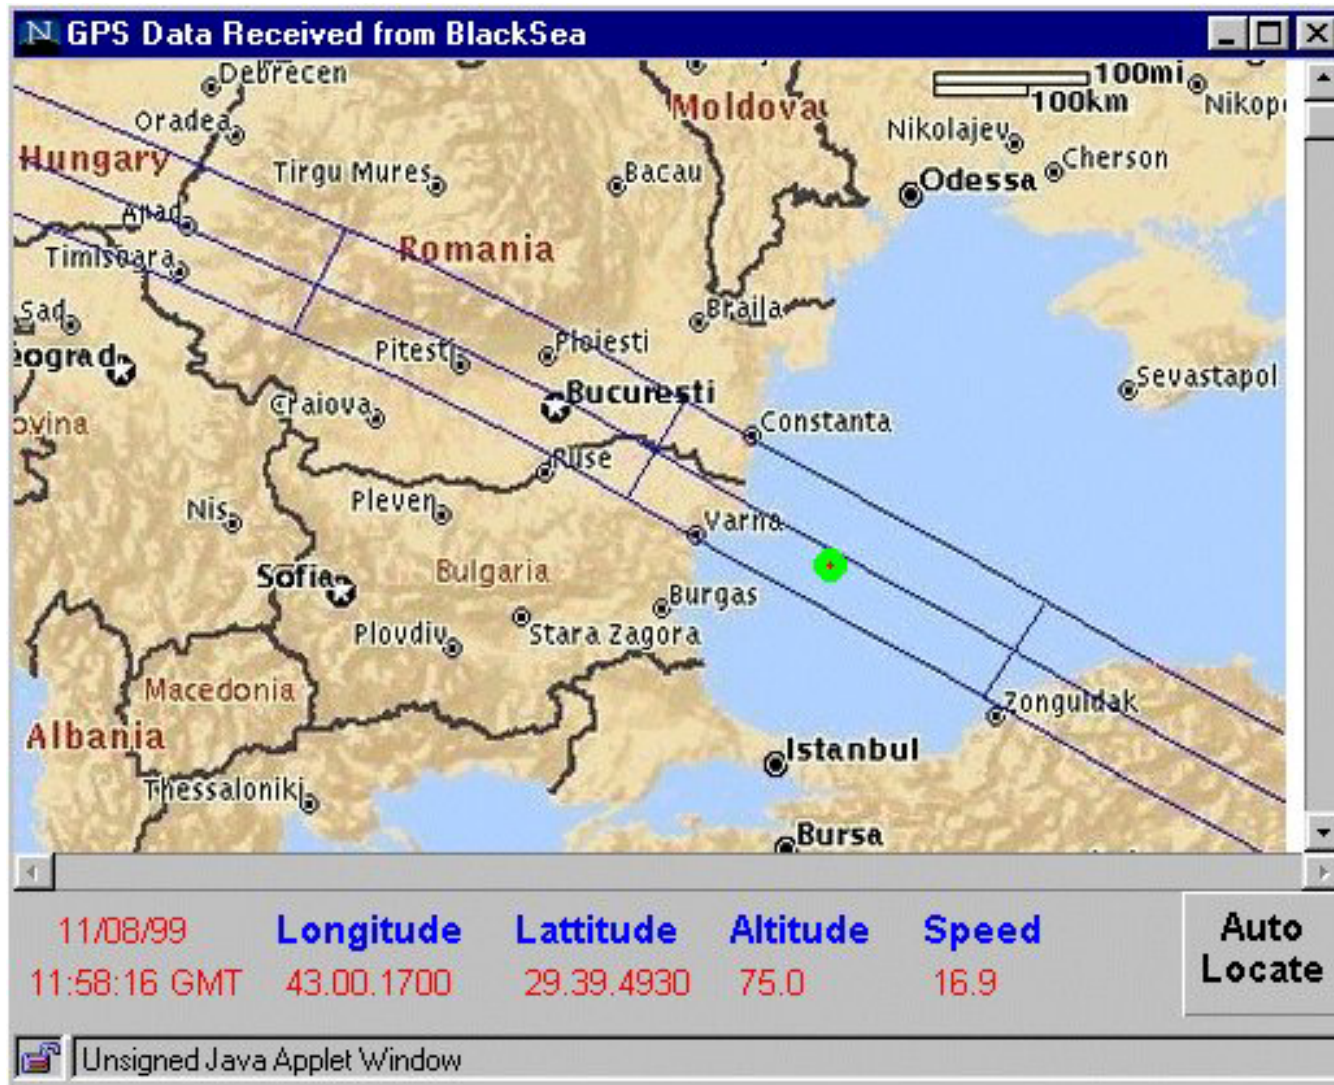 N GPS Data Received from BlackSea
Debrecen
100mi
100km
Moldova
Nikolajev
Oradea
Hungary
Tirgu Mures
Bacau
Odessa
Cherson
Arad
Timisoara
Romania
Sad
Braila
eograd
Pitesti
Ploiesti
Sevastapol
Bucuresti
Craiova
ovina
Constanta
Ruse
Nis
Pleven
Varna
Sofia
Bulgaria
Burgas
Plovdiv
Stara Zagora
Macedonia
Zonguldak
Albania
Istanbul
Thessaloniki
Bursa
11/08/99 Longitude Lattitude Altitude Speed
11:58:16 GMT 43.00.1700 29.39.4930 75.0 16.9
Auto
Locate
Unsigned Java Applet Window